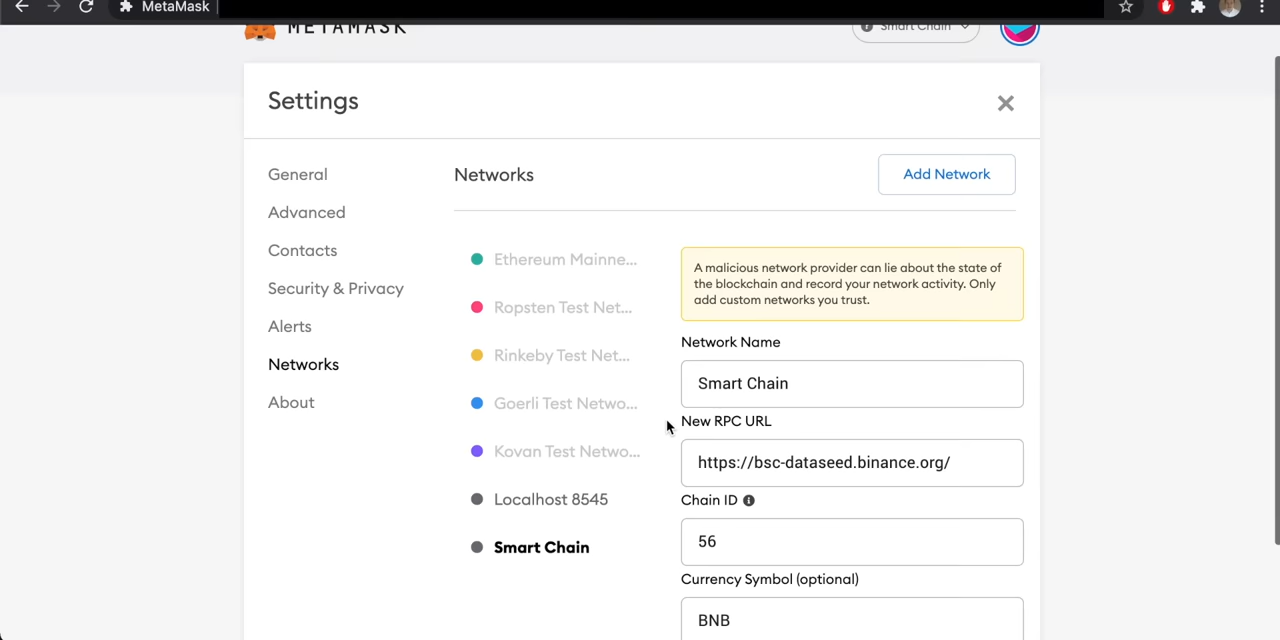 MetaMask
METAMASK
Smart Chain
Settings
General
Advanced
Contacts
Security & Privacy
Alerts
Networks
About
Networks
Add Network
Ethereum Mainne...
Ropsten Test Net...
Rinkeby Test Net...
Goerli Test Netwo...
Kovan Test Netwo...
Localhost 8545
Smart Chain
A malicious network provider can lie about the state of
the blockchain and record your network activity. Only
add custom networks you trust.
Network Name
Smart Chain
New RPC URL
https://bsc-dataseed.binance.org/
Chain ID
56
Currency Symbol (optional)
BNB